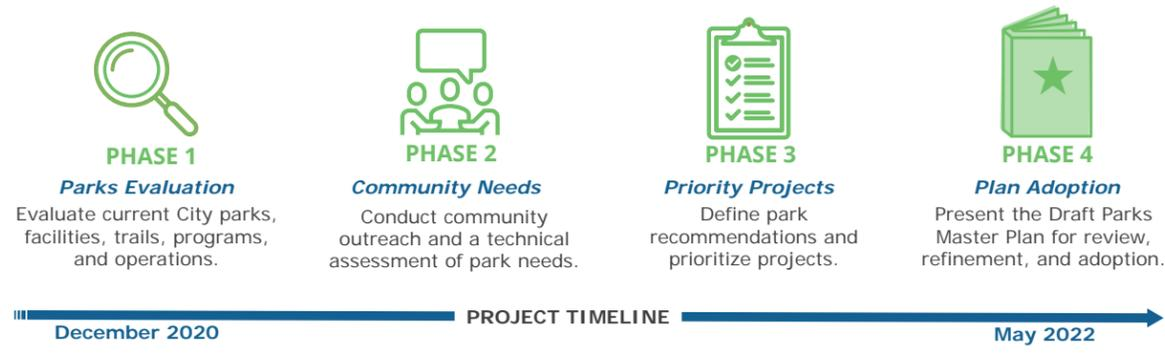 PHASE 1
Parks Evaluation
Evaluate current City parks,
facilities, trails, programs,
and operations.
PHASE 2
Community Needs
Conduct community
outreach and a technical
assessment of park needs.
PHASE 3
Priority Projects
Define park
recommendations and
prioritize projects.
PHASE 4
Plan Adoption
Present the Draft Parks
Master Plan for review,
refinement, and adoption.
PROJECT TIMELINE
December 2020
May 2022